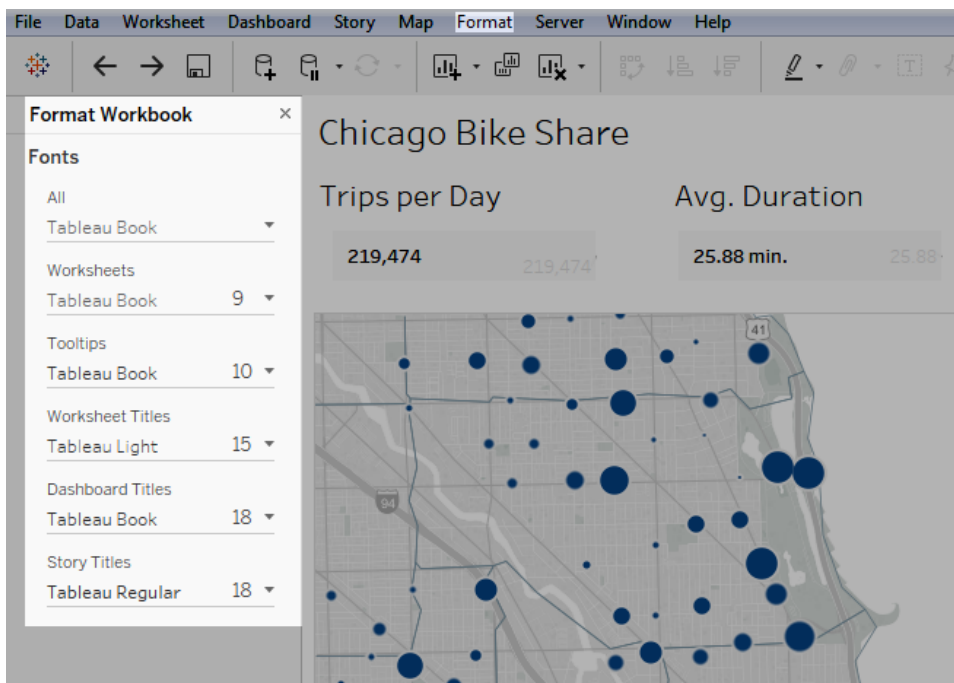 File Data Worksheet Dashboard Story Map Format Server Window Help
T
Format Workbook ×
Fonts
All
Tableau Book
Worksheets
Tableau Book 9
Tooltips
Tableau Book 10
Worksheet Titles
Tableau Light 15
Dashboard Titles
Tableau Book 18
Story Titles
Tableau Regular 18
Chicago Bike Share
Trips per Day Avg. Duration
219,474 219,474 25.88 min. 25.88
41
94